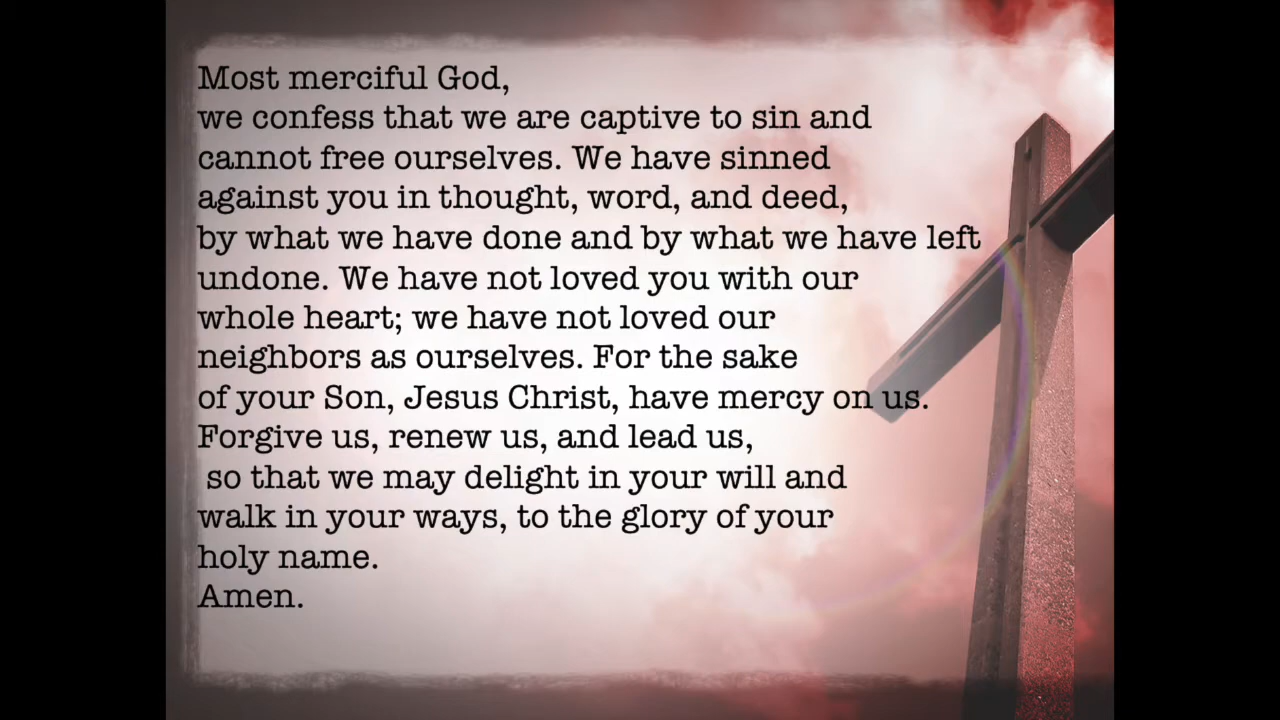 Most merciful God,
we confess that we are captive to sin and
cannot free ourselves. We have sinned
against you in thought, word, and deed,
by what we have done and by what we have left
undone. We have not loved you with our
whole heart; we have not loved our
neighbors as ourselves. For the sake
of your Son, Jesus Christ, have mercy on us.
Forgive us, renew us, and lead us,
so that we may delight in your will and
walk in your ways, to the glory of your
holy name.
Amen.